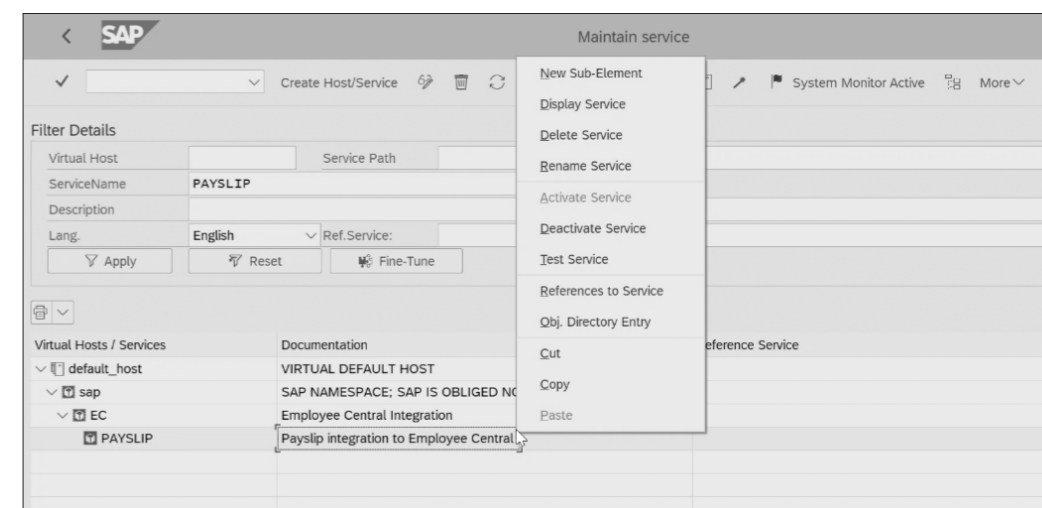 SAP
Maintain service
Create Host/Service
System Monitor Active
More
New Sub-Element
Display Service
Delete Service
Rename Service
Activate Service
Deactivate Service
Test Service
References to Service
Obj. Directory Entry
Cut
Copy
Paste
Filter Details
Virtual Host
Service Path
ServiceName PAYSLIP
Description
Lang. English Ref.Service:
Apply Reset Fine-Tune
Virtual Hosts / Services Documentation eference Service
default_host VIRTUAL DEFAULT HOST
sap SAP NAMESPACE; SAP IS OBLIGED NO
EC Employee Central Integration
PAYSLIP Payslip integration to Employee Central